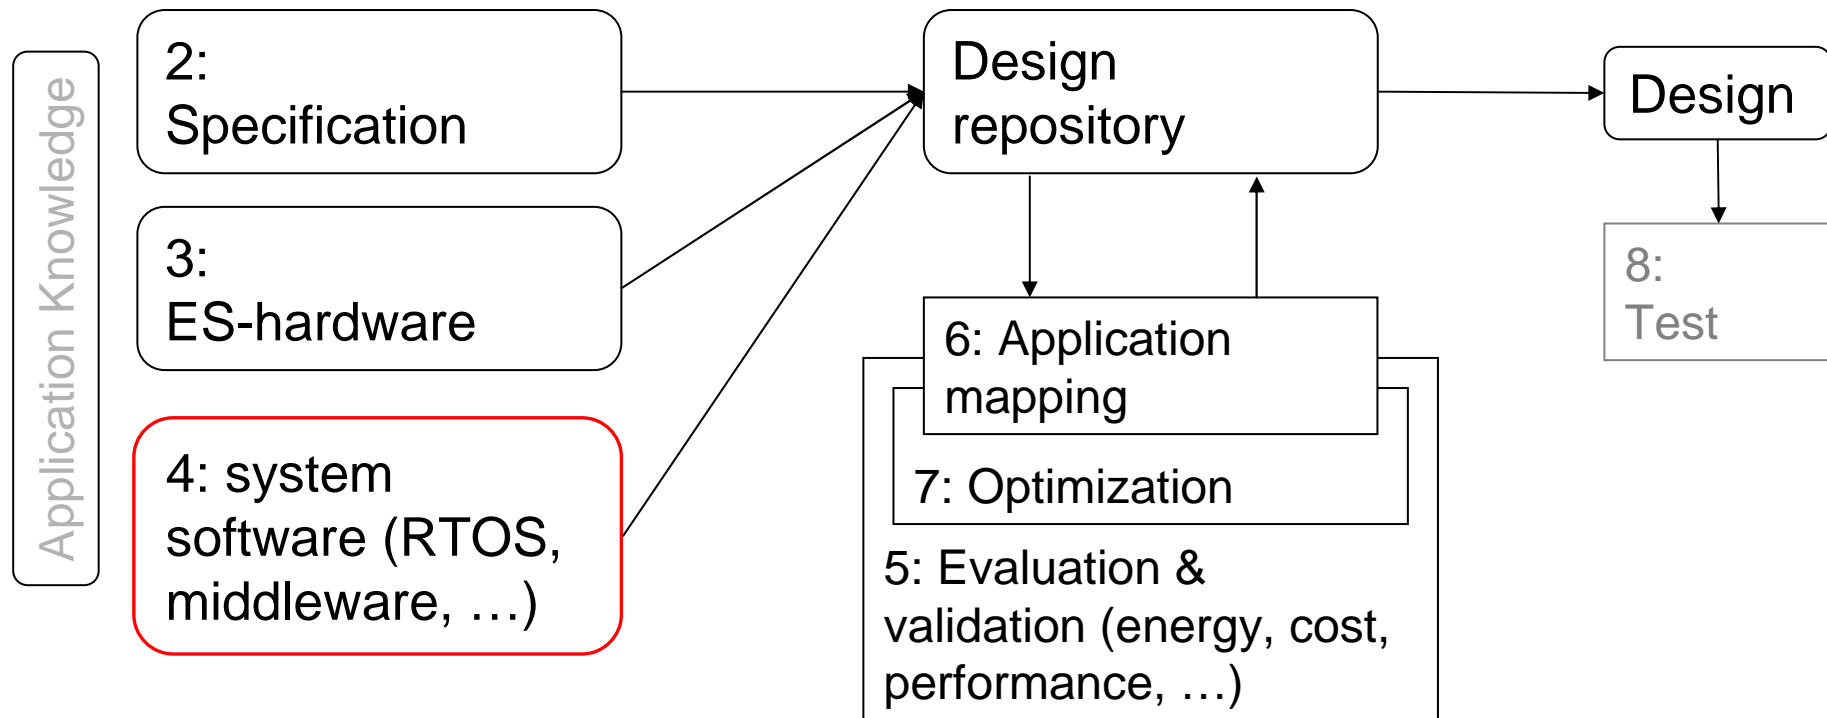 Application Knowledge
2:
Specification
3:
ES-hardware
4: system
software (RTOS,
middleware, …)
Design
repository
6: Application
mapping
7: Optimization
5: Evaluation &
validation (energy, cost,
performance, …)
Design
8:
Test